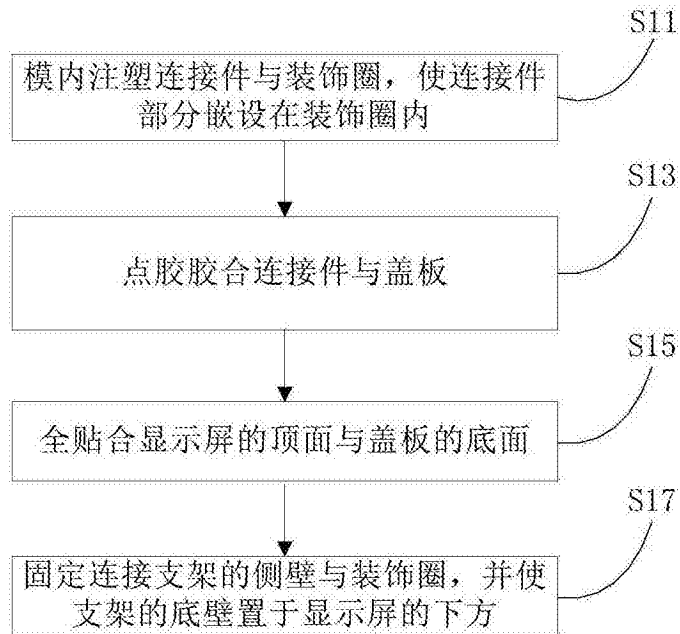 S11
模内注塑连接件与装饰圈，使连接件
部分嵌设在装饰圈内
S13
点胶胶合连接件与盖板
S15
全贴合显示屏的顶面与盖板的底面
S17
固定连接支架的侧壁与装饰圈，并使
支架的底壁置于显示屏的下方